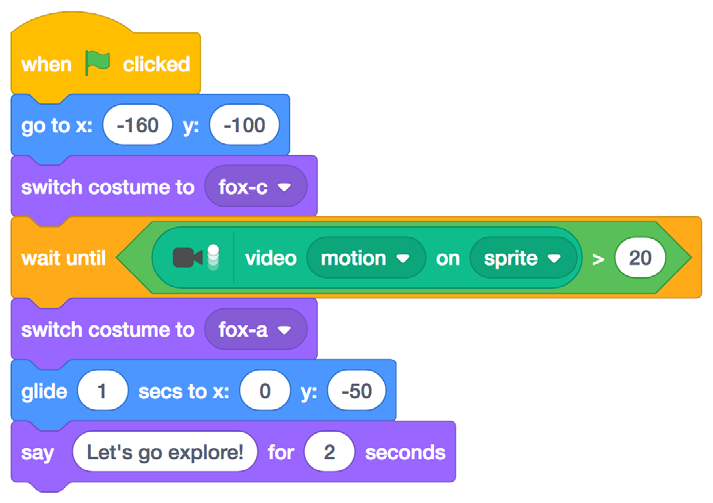 when clicked
go to x: -160 y: -100
switch costume to fox-c
wait until video motion on sprite > 20
switch costume to fox-a
glide 1 secs to x: 0 y: -50
say Let's go explore! for 2 seconds